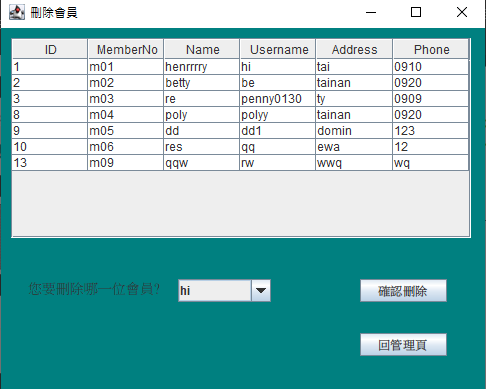 刪除會員
ID MemberNo Name Username Address Phone
1 m01 henrrrry hi tai 0910
2 m02 betty be tainan 0920
3 m03 re penny0130 ty 0909
8 m04 poly polyy tainan 0920
9 m05 dd dd1 domin 123
10 m06 res qq ewa 12
13 m09 qqw rw wwq wq
您要刪除哪一位會員? hi 確認刪除
回管理頁